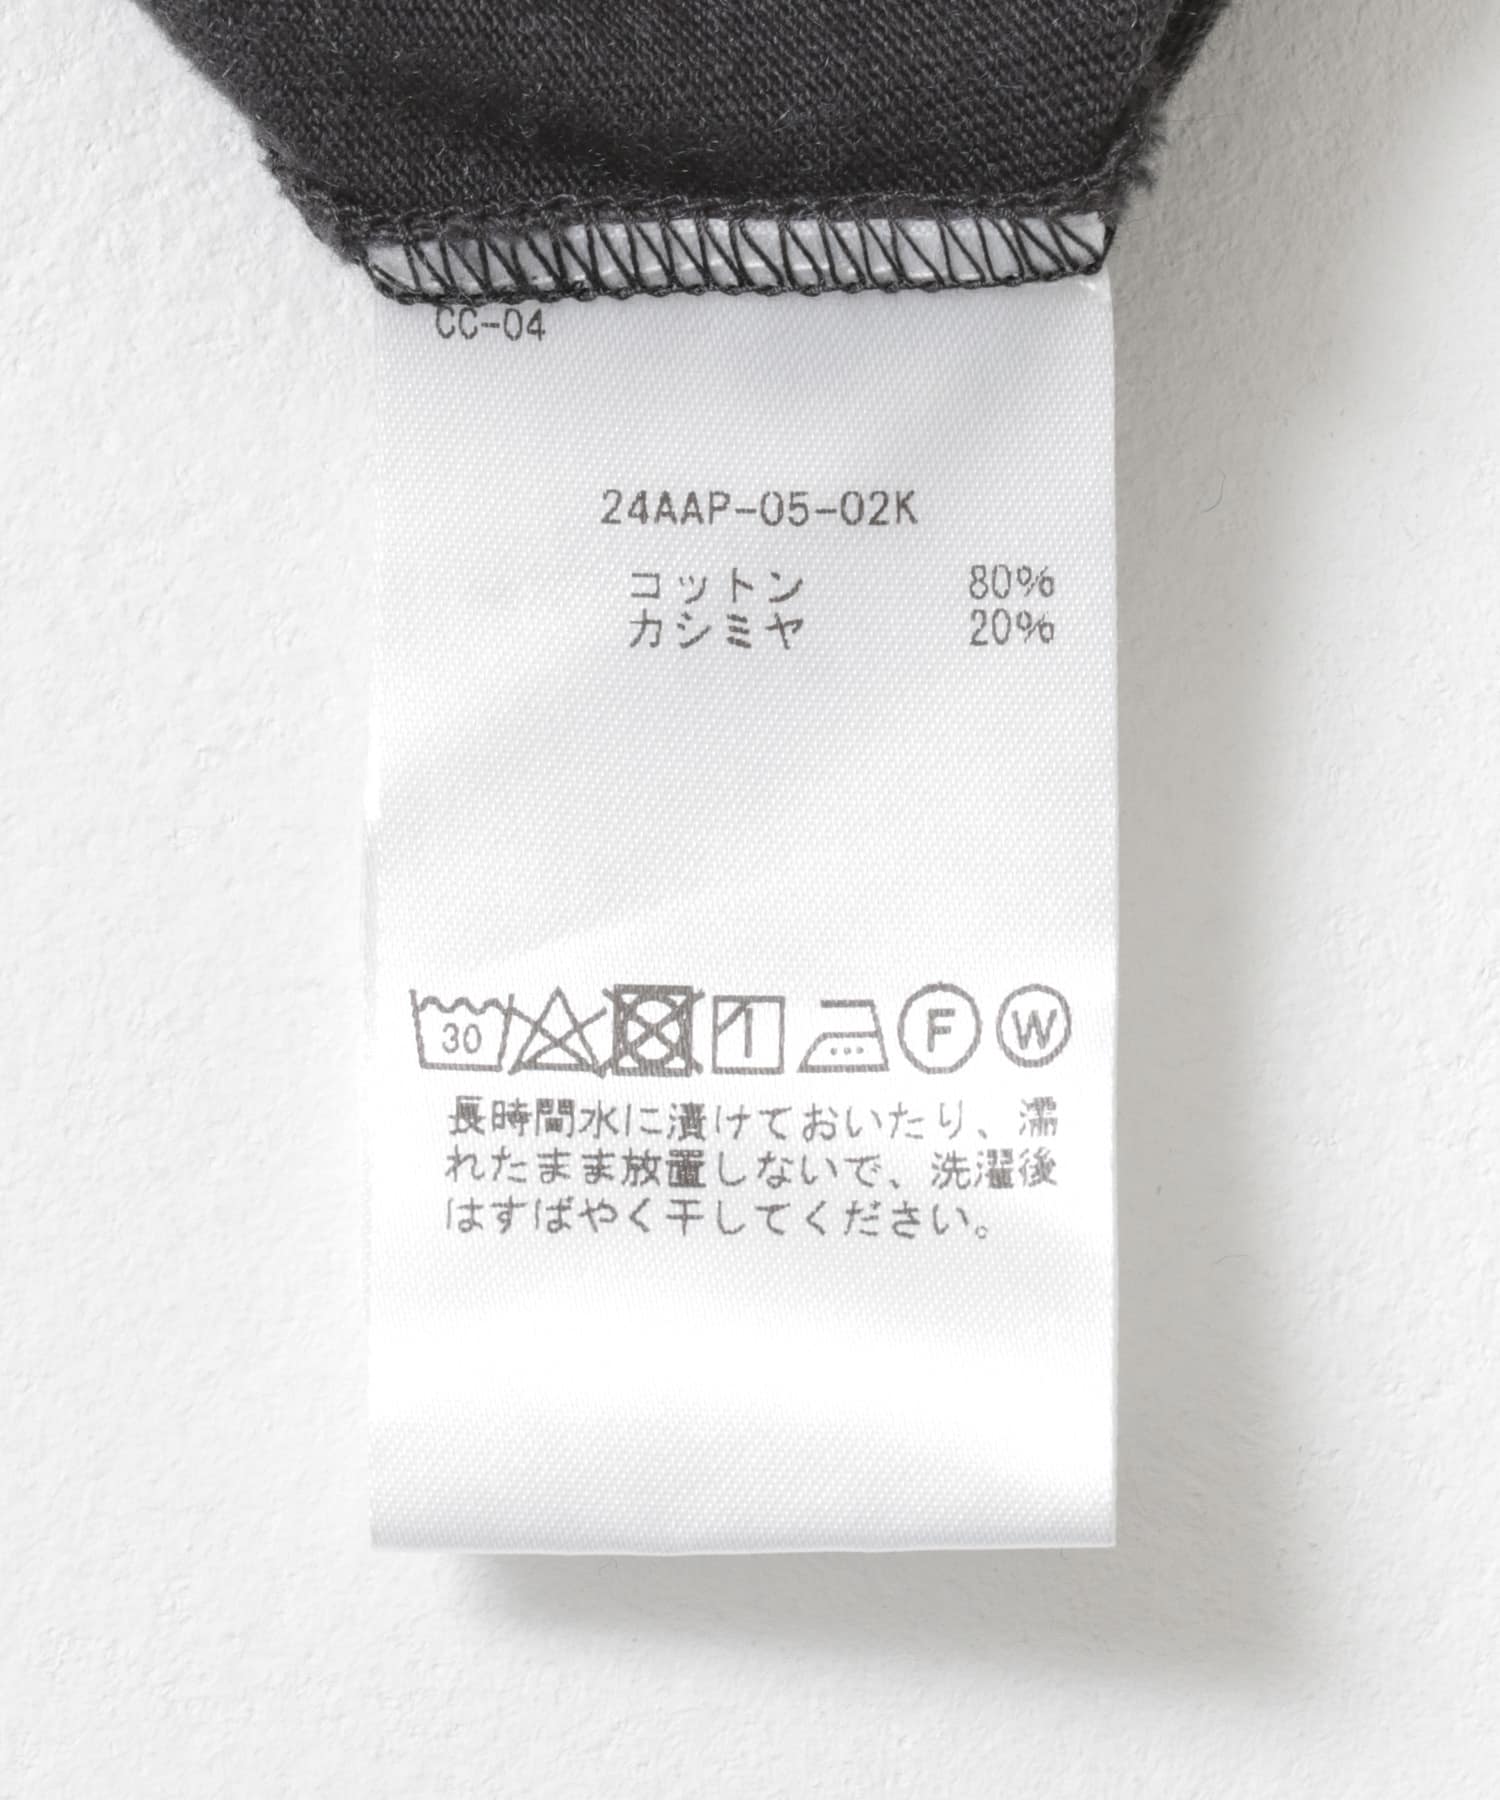 CC-04
24AAP-05-02K
コットン 80%
カシミヤ 20%
30 F W
長時間水に漬けておいたり、濡
れたまま放置しないで、洗濯後
はすばやく干してください。